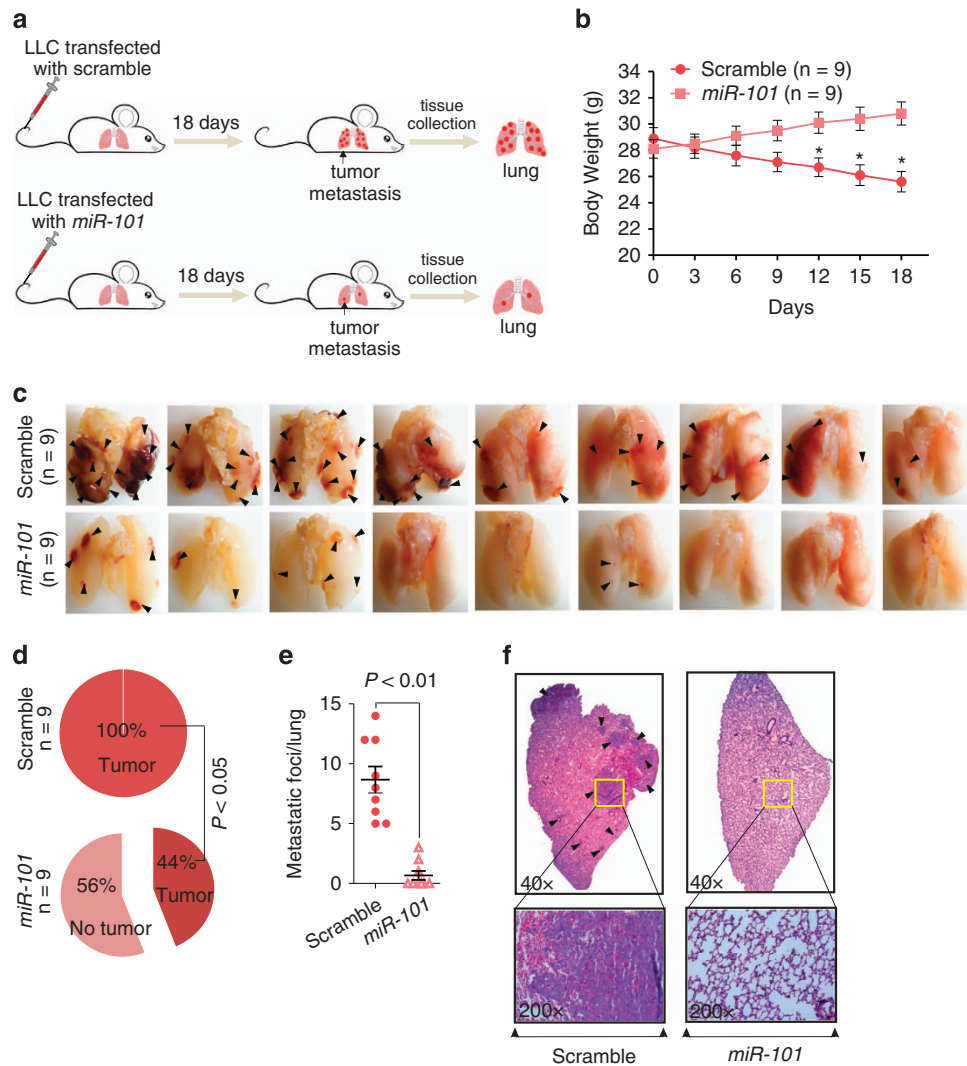 a
LLC transfected
with scramble
18 days
tissue
collection
tumor
metastasis
lung
LLC transfected
with miR-101
18 days
tissue
collection
tumor
metastasis
lung
b
Scramble (n = 9)
miR-101 (n = 9)
Body Weight (g)
34
32
30
28
26
24
22
20
* * *
0 3 6 9 12 15 18
Days
c
Scramble
(n = 9)
miR-101
(n = 9)
d
Scramble
n = 9
100%
Tumor
P < 0.05
miR-101
n = 9
56%
No tumor
44%
Tumor
e
P < 0.01
Metastatic foci/lung
15
10
5
0
Scramble
miR-101
f
40×
40×
200×
200×
Scramble
miR-101